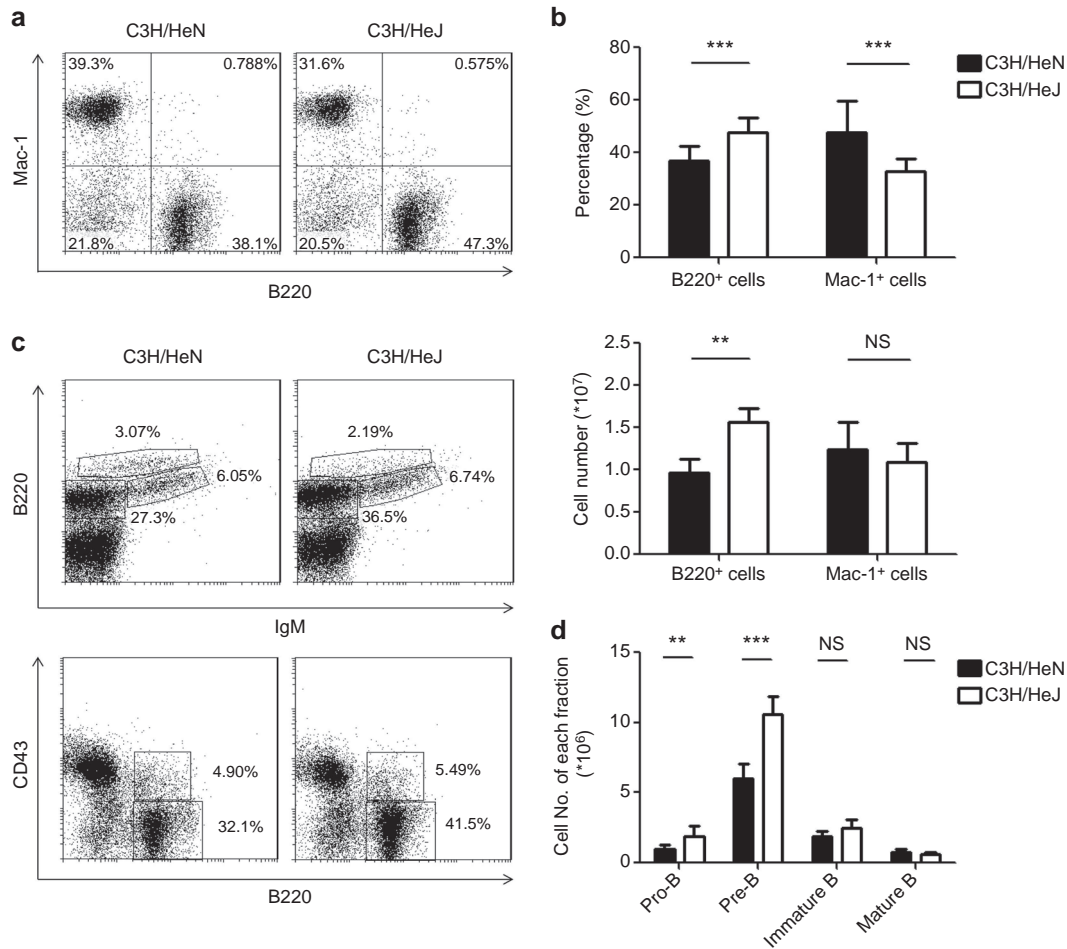 a
C3H/HeN
C3H/HeJ
39.3%
0.788%
31.6%
0.575%
Mac-1
21.8%
38.1%
20.5%
47.3%
B220
b
80
60
40
20
0
Percentage (%)
***
***
C3H/HeN
C3H/HeJ
B220⁺ cells
Mac-1⁺ cells
2.5
2.0
1.5
1.0
0.5
0.0
Cell number (*10⁷)
**
NS
B220⁺ cells
Mac-1⁺ cells
c
C3H/HeN
C3H/HeJ
3.07%
6.05%
27.3%
2.19%
6.74%
36.5%
B220
IgM
CD43
4.90%
32.1%
5.49%
41.5%
B220
d
15
10
5
0
Cell No. of each fraction
(*10⁶)
**
***
NS
NS
C3H/HeN
C3H/HeJ
Pro-B
Pre-B
Immature B
Mature B